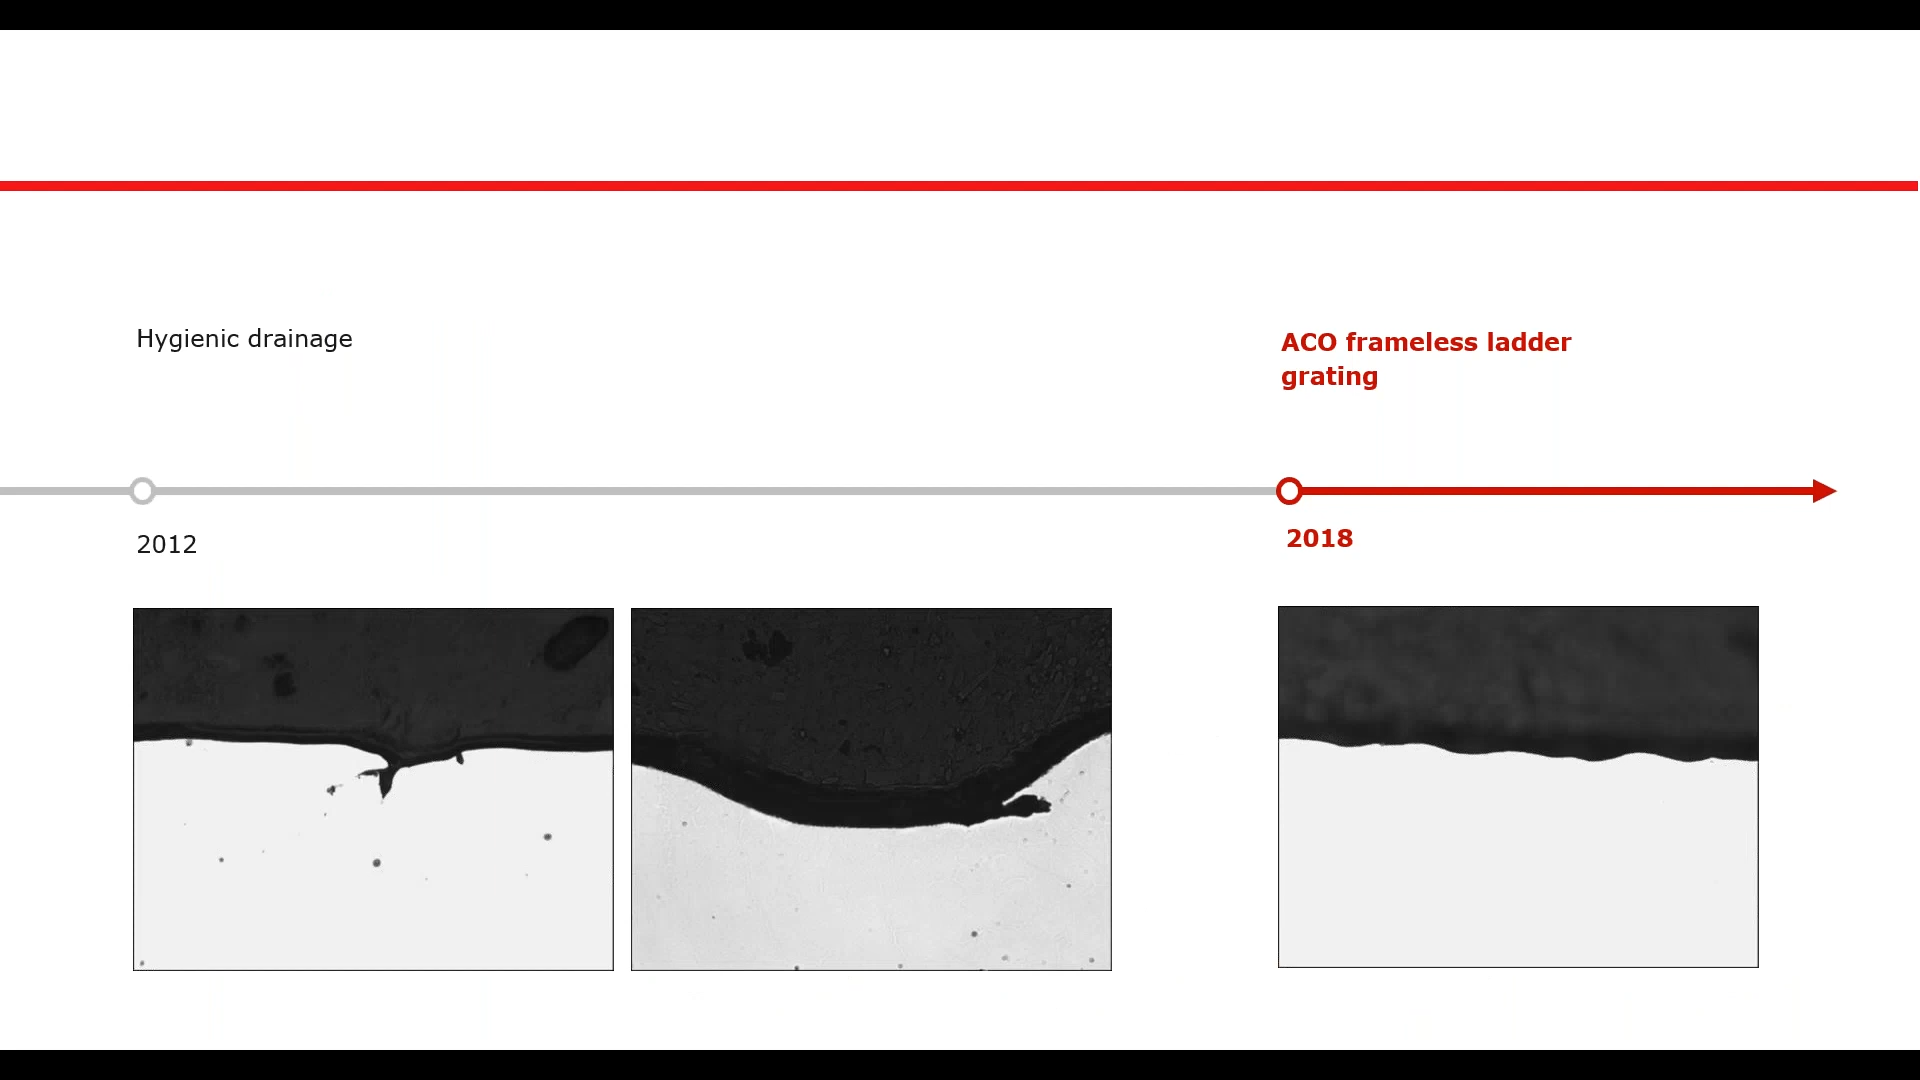 Hygienic drainage
ACO frameless ladder
grating
2012
2018